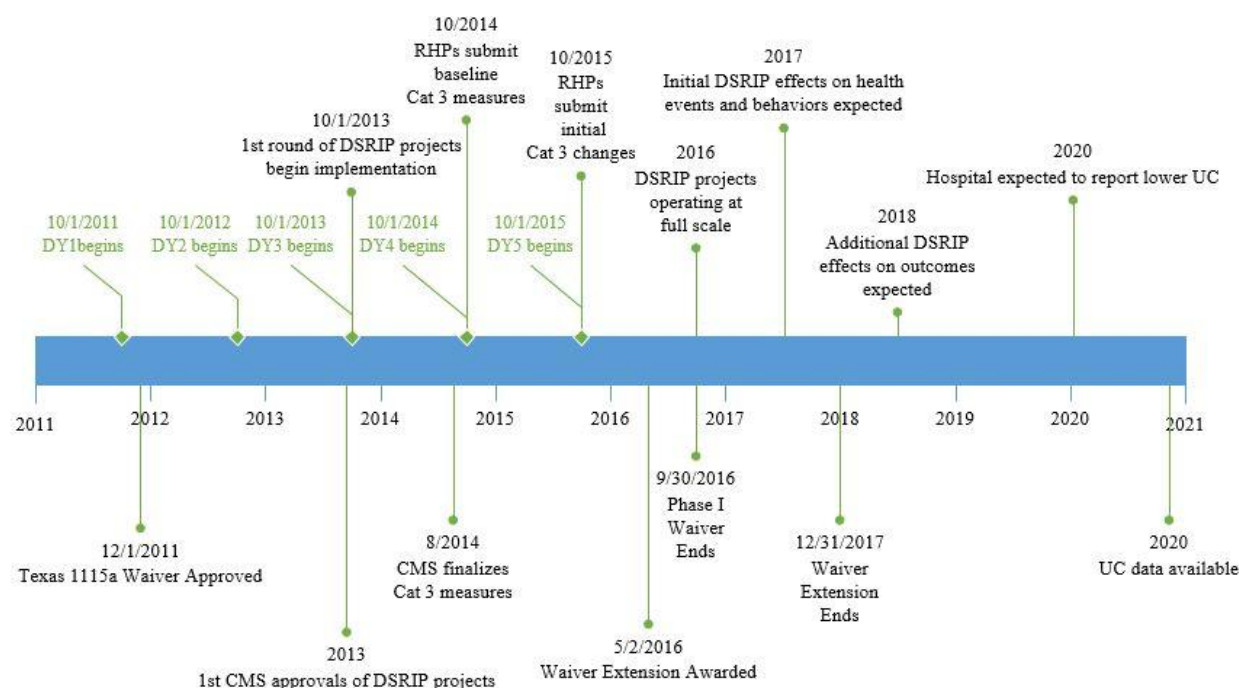 10/2014
RHPs submit
baseline
Cat 3 measures
10/2015
RHPs
submit
initial
Cat 3 changes
2017
Initial DSRIP effects on health
events and behaviors expected
10/1/2013
1st round of DSRIP projects
begin implementation
2016
DSRIP projects
operating at
full scale
2020
Hospital expected to report lower UC
2018
Additional DSRIP
effects on outcomes
expected
10/1/2011
DY1begins
10/1/2012
DY2 begins
10/1/2013
DY3 begins
10/1/2014
DY4 begins
10/1/2015
DY5 begins
2011
2012
2013
2014
2015
2016
2017
2018
2019
2020
2021
12/1/2011
Texas 1115a Waiver Approved
2013
1st CMS approvals of DSRIP projects
8/2014
CMS finalizes
Cat 3 measures
5/2/2016
Waiver Extension Awarded
9/30/2016
Phase I
Waiver
Ends
12/31/2017
Waiver
Extension
Ends
2020
UC data available